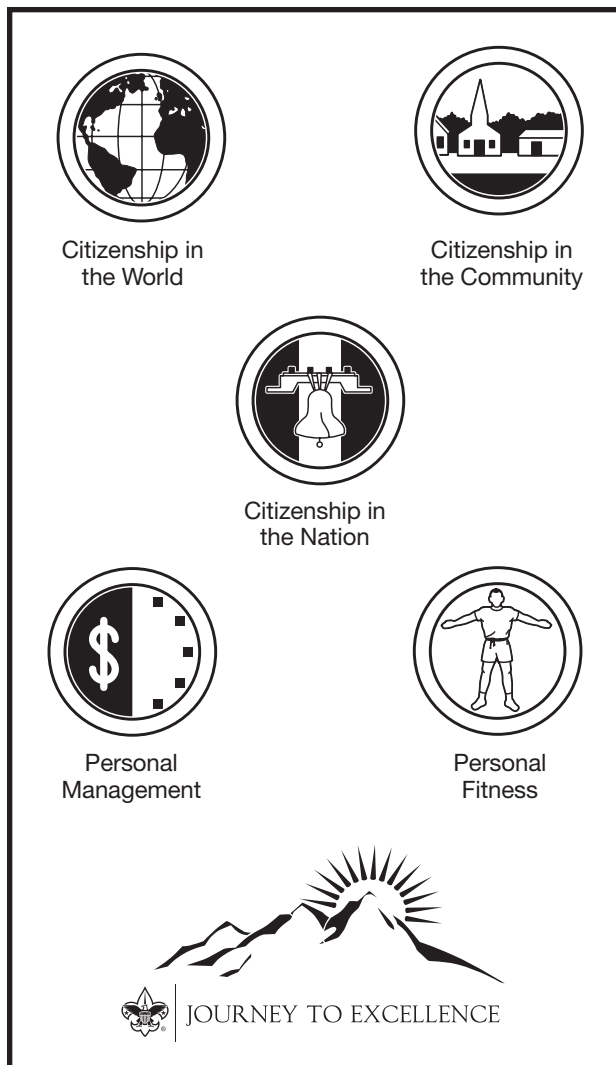 Citizenship in
the World
Citizenship in
the Community
Citizenship in
the Nation
$
Personal
Management
Personal
Fitness
®
JOURNEY TO EXCELLENCE